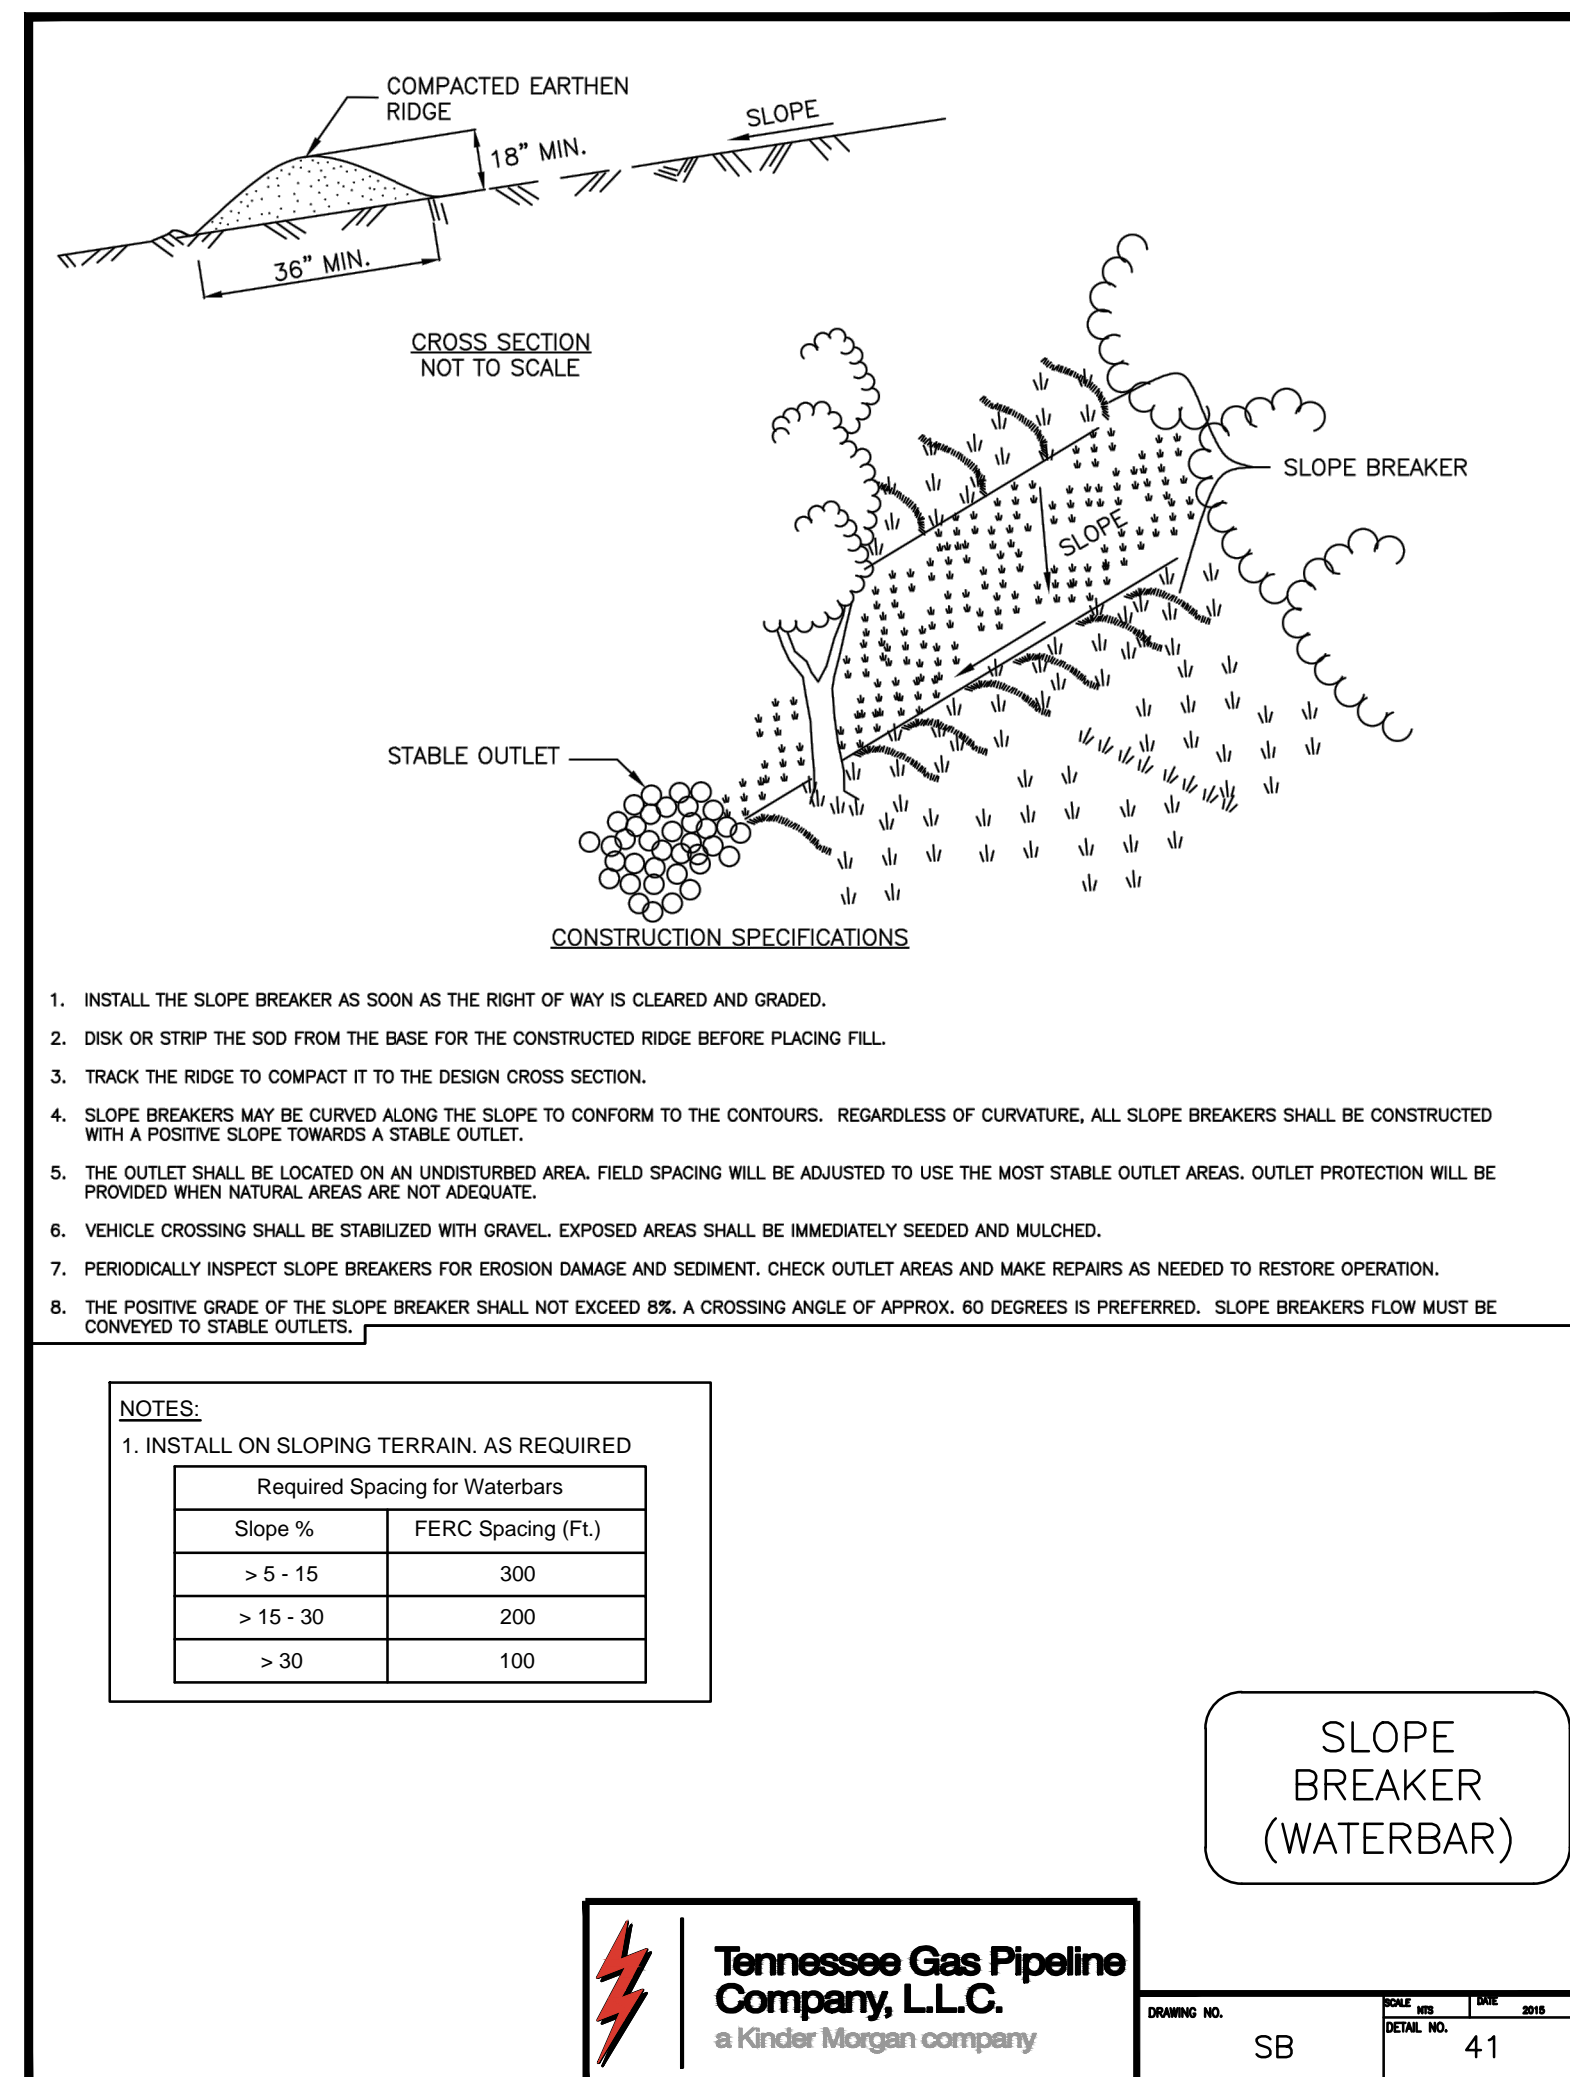 COMPACTED EARTHEN
RIDGE
SLOPE
18" MIN.
36" MIN.
CROSS SECTION
NOT TO SCALE
SLOPE BREAKER
SLOPE
STABLE OUTLET
CONSTRUCTION SPECIFICATIONS
1. INSTALL THE SLOPE BREAKER AS SOON AS THE RIGHT OF WAY IS CLEARED AND GRADED.
2. DISK OR STRIP THE SOD FROM THE BASE FOR THE CONSTRUCTED RIDGE BEFORE PLACING FILL.
3. TRACK THE RIDGE TO COMPACT IT TO THE DESIGN CROSS SECTION.
4. SLOPE BREAKERS MAY BE CURVED ALONG THE SLOPE TO CONFORM TO THE CONTOURS. REGARDLESS OF CURVATURE, ALL SLOPE BREAKERS SHALL BE CONSTRUCTED
WITH A POSITIVE SLOPE TOWARDS A STABLE OUTLET.
5. THE OUTLET SHALL BE LOCATED ON AN UNDISTURBED AREA. FIELD SPACING WILL BE ADJUSTED TO USE THE MOST STABLE OUTLET AREAS. OUTLET PROTECTION WILL BE
PROVIDED WHEN NATURAL AREAS ARE NOT ADEQUATE.
6. VEHICLE CROSSING SHALL BE STABILIZED WITH GRAVEL. EXPOSED AREAS SHALL BE IMMEDIATELY SEEDED AND MULCHED.
7. PERIODICALLY INSPECT SLOPE BREAKERS FOR EROSION DAMAGE AND SEDIMENT. CHECK OUTLET AREAS AND MAKE REPAIRS AS NEEDED TO RESTORE OPERATION.
8. THE POSITIVE GRADE OF THE SLOPE BREAKER SHALL NOT EXCEED 8%. A CROSSING ANGLE OF APPROX. 60 DEGREES IS PREFERRED. SLOPE BREAKERS FLOW MUST BE
CONVEYED TO STABLE OUTLETS.
NOTES:
1. INSTALL ON SLOPING TERRAIN. AS REQUIRED
Required Spacing for Waterbars
Slope % FERC Spacing (Ft.)
> 5 - 15 300
> 15 - 30 200
> 30 100
SLOPE
BREAKER
(WATERBAR)
Tennessee Gas Pipeline
Company, L.L.C.
a Kinder Morgan company
DRAWING NO.
SB
SCALE NTS
DATE 2015
DETAIL NO.
41